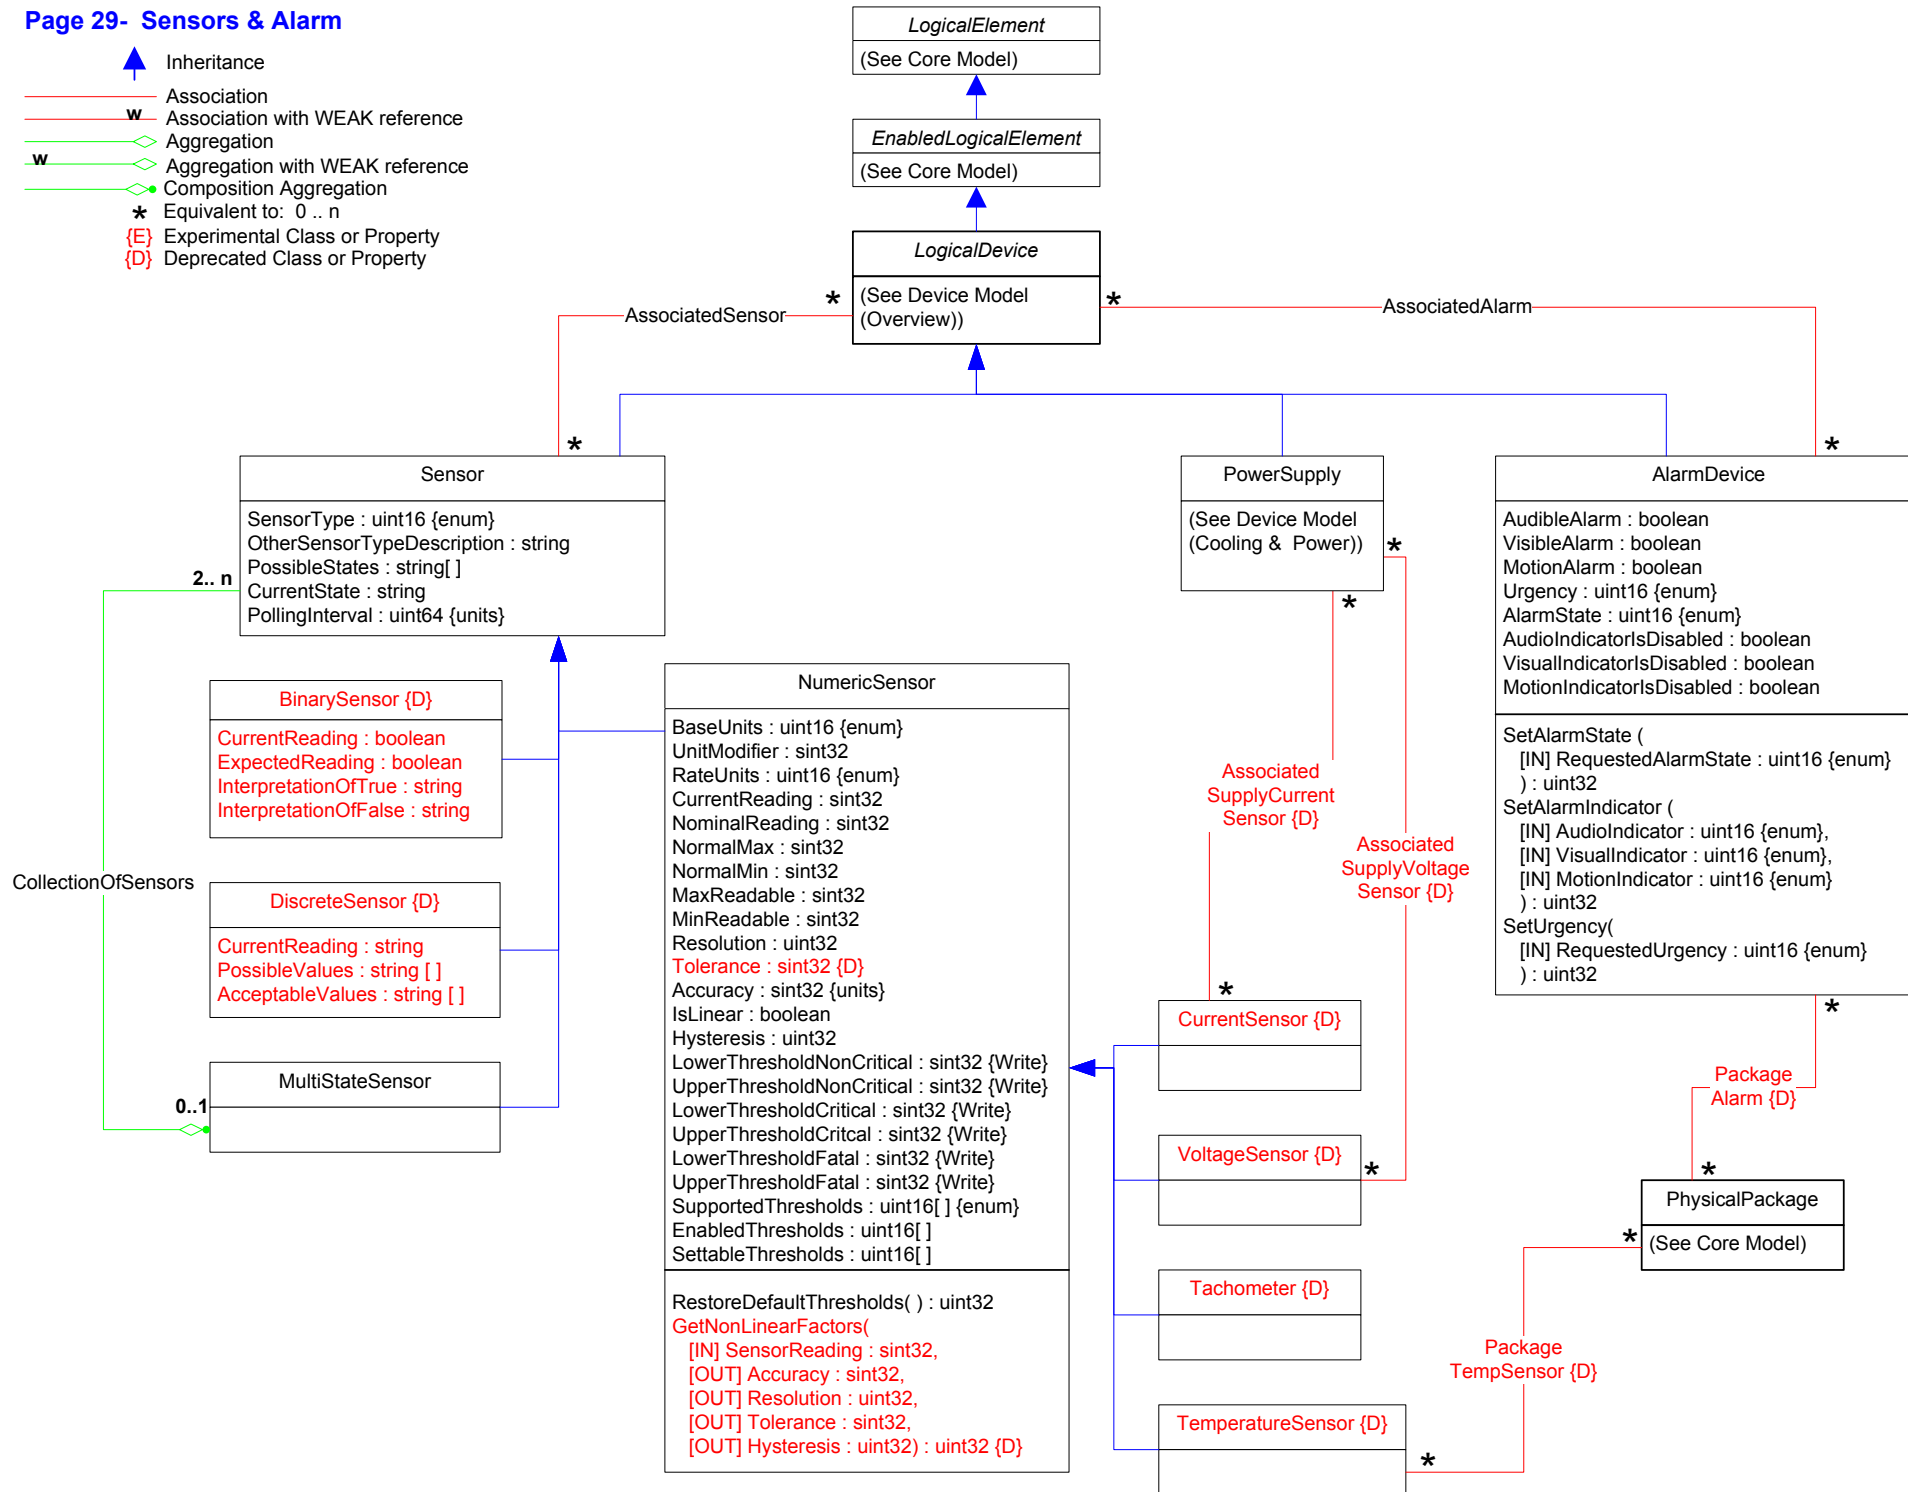 Page 29- Sensors & Alarm
Inheritance
Association
w Association with WEAK reference
Aggregation
w Aggregation with WEAK reference
Composition Aggregation
* Equivalent to: 0 .. n
{E} Experimental Class or Property
{D} Deprecated Class or Property
LogicalElement
(See Core Model)
EnabledLogicalElement
(See Core Model)
LogicalDevice
(See Device Model
(Overview))
*
*
AssociatedSensor
AssociatedAlarm
*
*
Sensor
SensorType : uint16 {enum}
OtherSensorTypeDescription : string
PossibleStates : string[ ]
CurrentState : string
PollingInterval : uint64 {units}
2.. n
CollectionOfSensors
0..1
BinarySensor {D}
CurrentReading : boolean
ExpectedReading : boolean
InterpretationOfTrue : string
InterpretationOfFalse : string
DiscreteSensor {D}
CurrentReading : string
PossibleValues : string [ ]
AcceptableValues : string [ ]
MultiStateSensor
NumericSensor
BaseUnits : uint16 {enum}
UnitModifier : sint32
RateUnits : uint16 {enum}
CurrentReading : sint32
NominalReading : sint32
NormalMax : sint32
NormalMin : sint32
MaxReadable : sint32
MinReadable : sint32
Resolution : uint32
Tolerance : sint32 {D}
Accuracy : sint32 {units}
IsLinear : boolean
Hysteresis : uint32
LowerThresholdNonCritical : sint32 {Write}
UpperThresholdNonCritical : sint32 {Write}
LowerThresholdCritical : sint32 {Write}
UpperThresholdCritcal : sint32 {Write}
LowerThresholdFatal : sint32 {Write}
UpperThresholdFatal : sint32 {Write}
SupportedThresholds : uint16[ ] {enum}
EnabledThresholds : uint16[ ]
SettableThresholds : uint16[ ]
RestoreDefaultThresholds( ) : uint32
GetNonLinearFactors(
[IN] SensorReading : sint32,
[OUT] Accuracy : sint32,
[OUT] Resolution : uint32,
[OUT] Tolerance : sint32,
[OUT] Hysteresis : uint32) : uint32 {D}
PowerSupply
(See Device Model
(Cooling & Power))
*
*
Associated
SupplyCurrent
Sensor {D}
Associated
SupplyVoltage
Sensor {D}
*
CurrentSensor {D}
VoltageSensor {D}
*
Tachometer {D}
TemperatureSensor {D}
*
AlarmDevice
AudibleAlarm : boolean
VisibleAlarm : boolean
MotionAlarm : boolean
Urgency : uint16 {enum}
AlarmState : uint16 {enum}
AudioIndicatorIsDisabled : boolean
VisualIndicatorIsDisabled : boolean
MotionIndicatorIsDisabled : boolean
SetAlarmState (
[IN] RequestedAlarmState : uint16 {enum}
) : uint32
SetAlarmIndicator (
[IN] AudioIndicator : uint16 {enum},
[IN] VisualIndicator : uint16 {enum},
[IN] MotionIndicator : uint16 {enum}
) : uint32
SetUrgency(
[IN] RequestedUrgency : uint16 {enum}
) : uint32
*
Package
Alarm {D}
*
PhysicalPackage
(See Core Model)
*
Package
TempSensor {D}